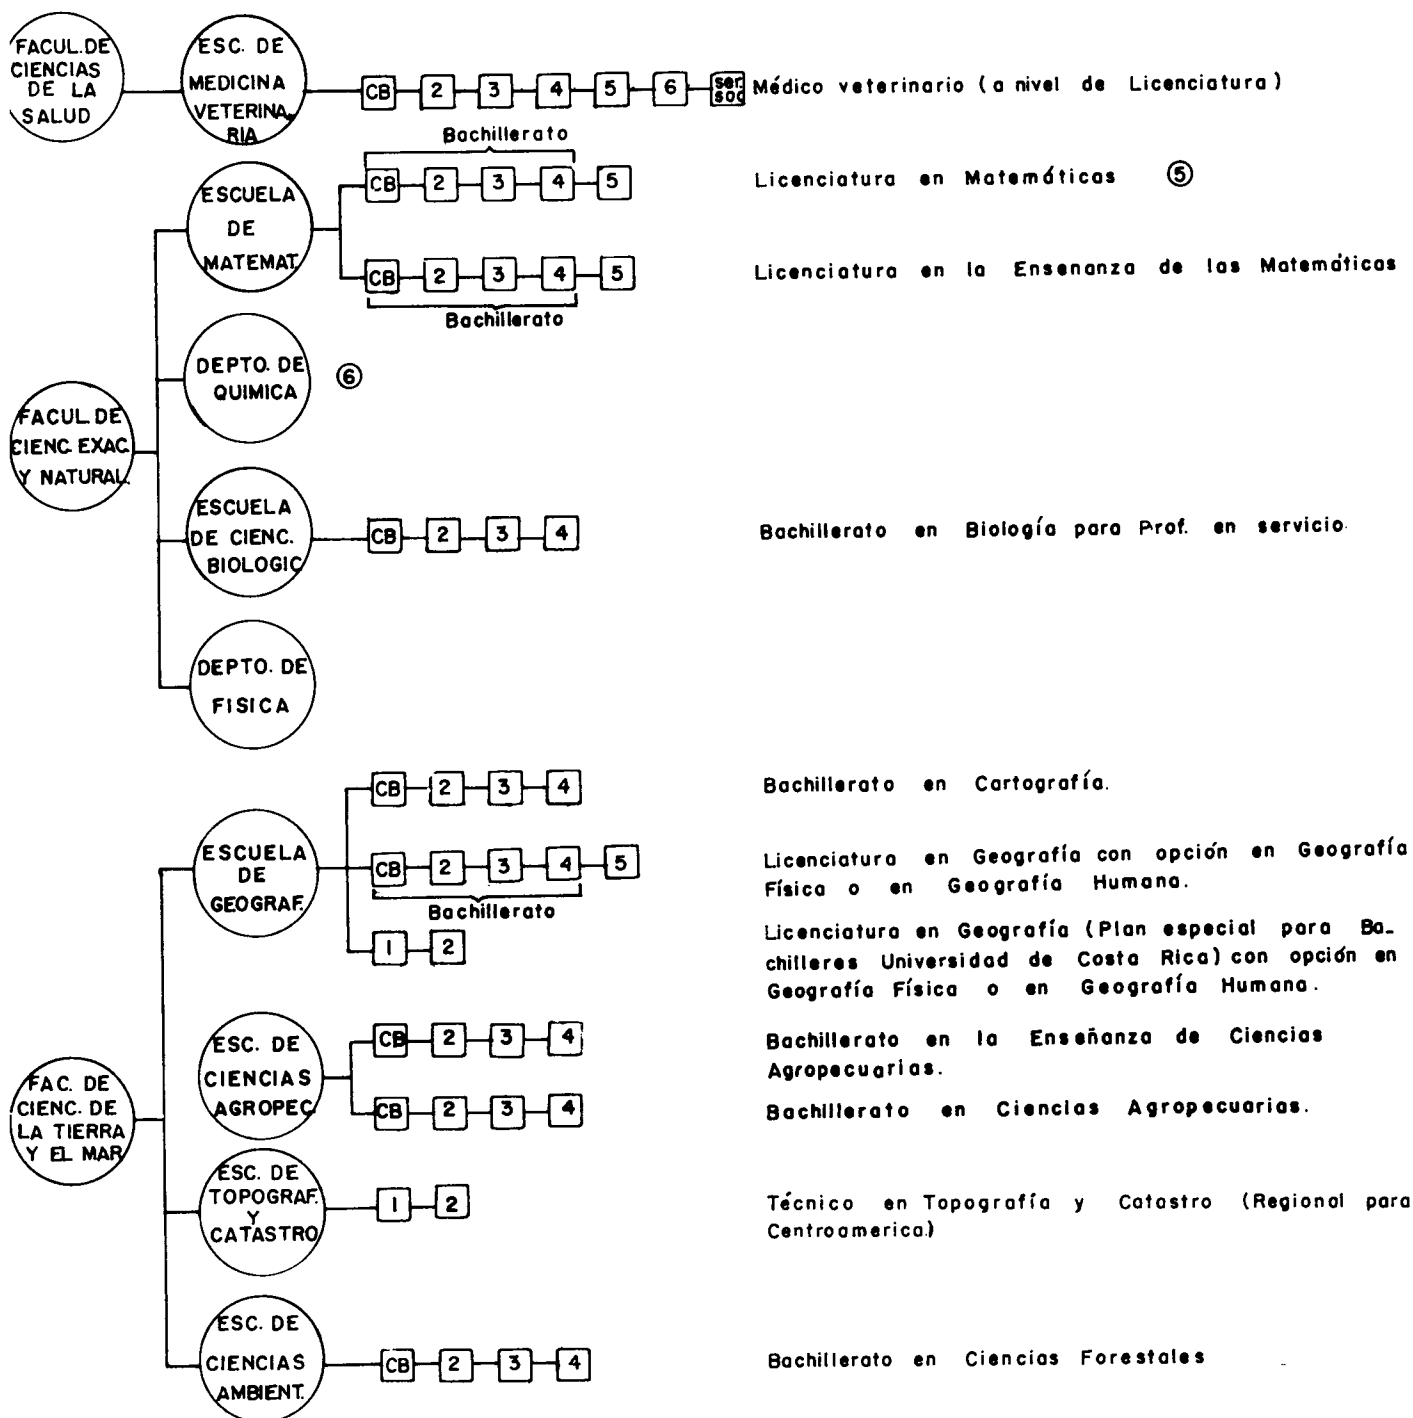 FACUL. DE
CIENCIAS
DE LA
SALUD
ESC. DE
MEDICINA
VETERINA.
RIA
CB 2 3 4 5 6 ser. soc
Médico veterinario (a nivel de Licenciatura)
FACUL. DE
CIENC. EXAC.
Y NATURAL.
ESCUELA
DE
MATEMAT.
Bachillerato
CB 2 3 4 5
Licenciatura en Matemáticas ⑤
CB 2 3 4 5
Bachillerato
Licenciatura en la Ensenanza de las Matemáticas
DEPTO. DE
QUIMICA
⑥
ESCUELA
DE CIENC.
BIOLOGIC
CB 2 3 4
Bachillerato en Biología para Prof. en servicio.
DEPTO. DE
FISICA
FAC. DE
CIENC. DE
LA TIERRA
Y EL MAR
ESCUELA
DE
GEOGRAF.
CB 2 3 4
Bachillerato en Cartografía.
CB 2 3 4 5
Bachillerato
Licenciatura en Geografía con opción en Geografía
Física o en Geografía Humana.
1 2
Licenciatura en Geografía (Plan especial para Ba-
chilleres Universidad de Costa Rica) con opción en
Geografía Física o en Geografía Humana.
ESC. DE
CIENCIAS
AGROPEC.
CB 2 3 4
Bachillerato en la Enseñanza de Ciencias
Agropecuarias.
CB 2 3 4
Bachillerato en Ciencias Agropecuarias.
ESC. DE
TOPOGRAF.
Y
CATASTRO
1 2
Técnico en Topografía y Catastro (Regional para
Centroamerica.)
ESC. DE
CIENCIAS
AMBIENT.
CB 2 3 4
Bachillerato en Ciencias Forestales